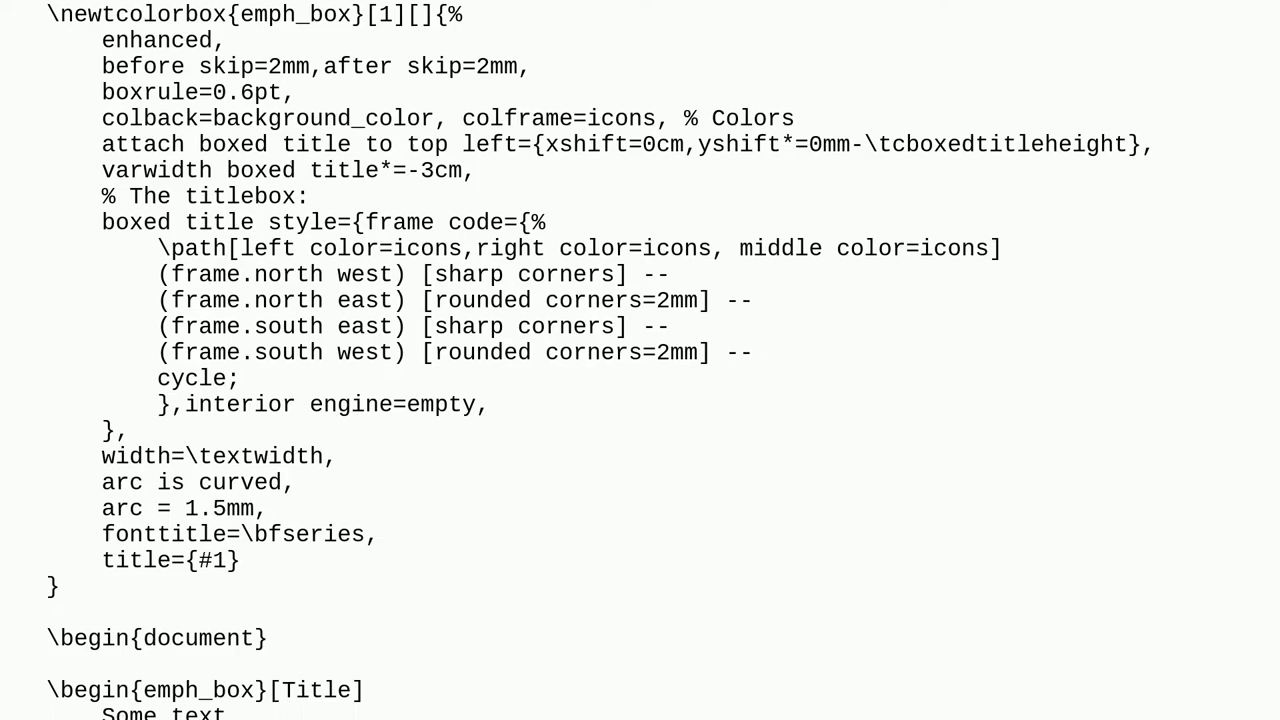 \newtcolorbox{emph_box}[1][]{%
    enhanced,
    before skip=2mm,after skip=2mm,
    boxrule=0.6pt,
    colback=background_color, colframe=icons, % Colors
    attach boxed title to top left={xshift=0cm,yshift*=0mm-\tcboxedtitleheight},
    varwidth boxed title*=-3cm,
    % The titlebox:
    boxed title style={frame code={%
        \path[left color=icons,right color=icons, middle color=icons]
        (frame.north west) [sharp corners] --
        (frame.north east) [rounded corners=2mm] --
        (frame.south east) [sharp corners] --
        (frame.south west) [rounded corners=2mm] --
        cycle;
        },interior engine=empty,
    },
    width=\textwidth,
    arc is curved,
    arc = 1.5mm,
    fonttitle=\bfseries,
    title={#1}
}

\begin{document}

\begin{emph_box}[Title]
    Some text